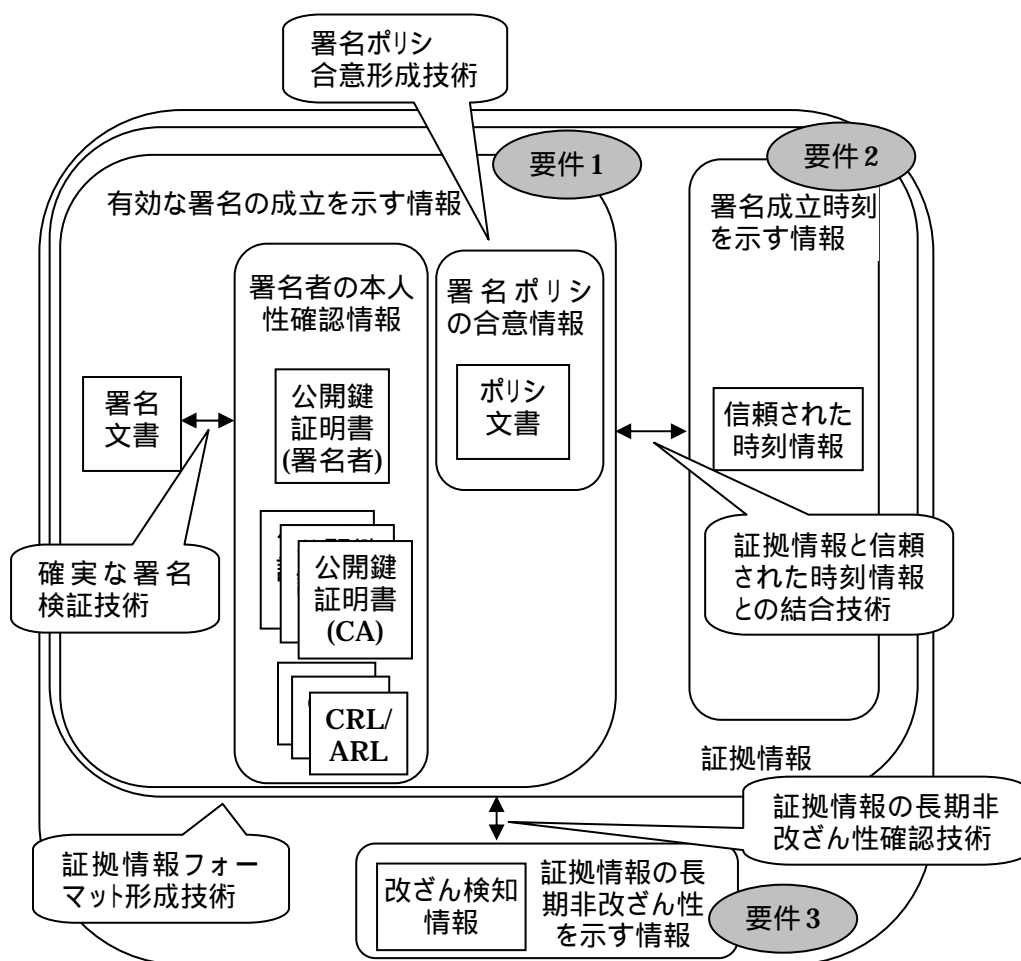 署名ポリシ
合意形成技術
要件1
要件2
有効な署名の成立を示す情報
署名成立時刻
を示す情報
署名者の本人
性確認情報
署名ポリシ
の合意情報
署名
文書
公開鍵
証明書
(署名者)
ポリシ
文書
信頼された
時刻情報
確実な署名
検証技術
公開鍵
証明書
(CA)
証拠情報と信頼
された時刻情報
との結合技術
CRL/
ARL
証拠情報
証拠情報の長期非
改ざん性確認技術
証拠情報フォー
マット形成技術
改ざん検知
情報
証拠情報の長
期非改ざん性
を示す情報
要件3